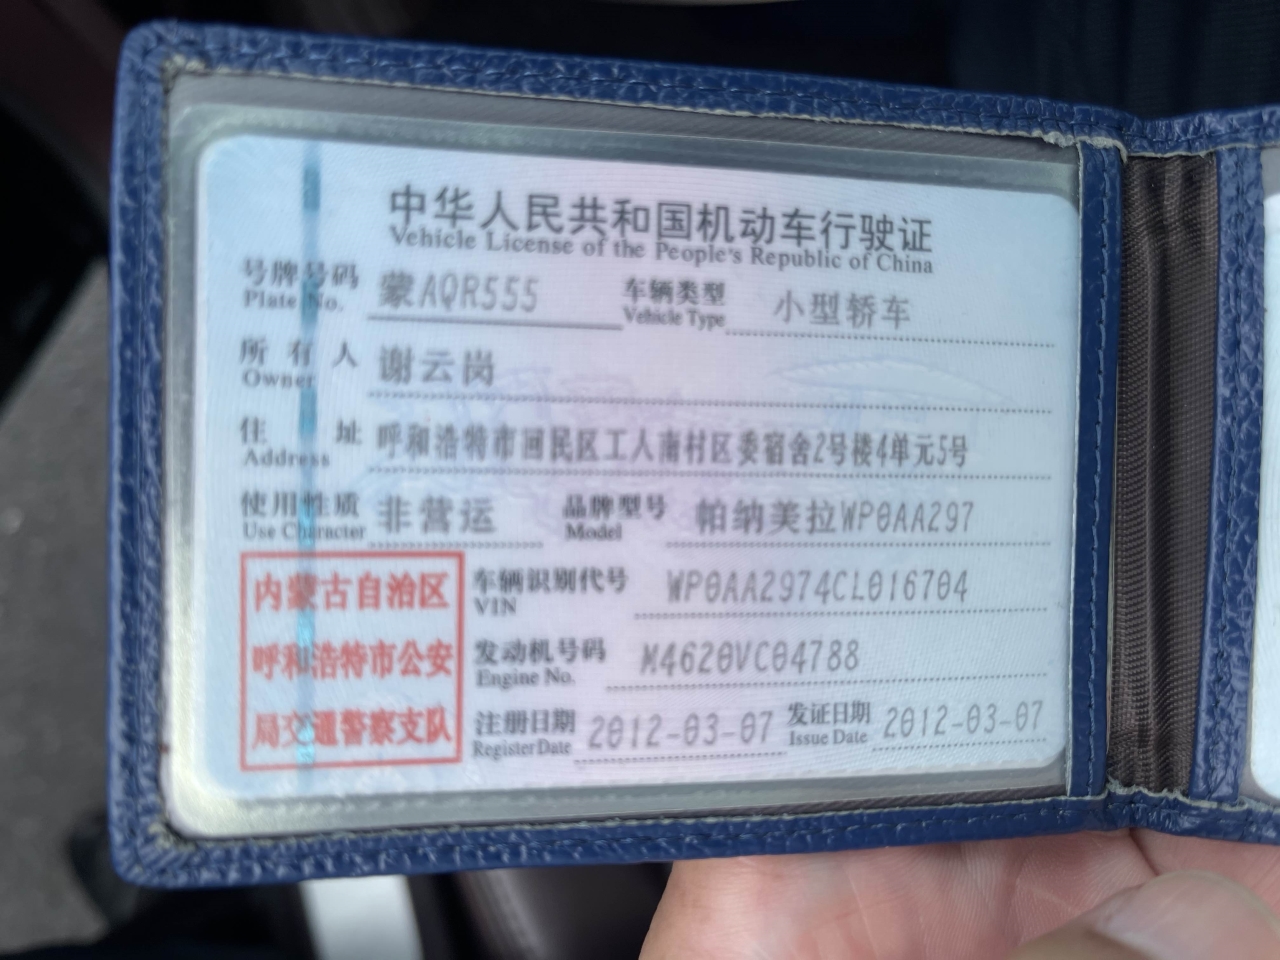 中华人民共和国机动车行驶证
Vehicle License of the People's Republic of China
号牌号码 蒙AQR555 车辆类型 小型轿车
Plate No. Vehicle Type
所有人 谢云岗
Owner
住址 呼和浩特市回民区工人南村区委宿舍2号楼4单元5号
Address
使用性质 非营运 品牌型号 帕纳美拉WP0AA297
Use Character Model
内蒙古自治区
呼和浩特市公安
局交通警察支队
车辆识别代号 WP0AA2974CL016704
VIN
发动机号码 M4620VC04788
Engine No.
注册日期 2012-03-07 发证日期 2012-03-07
Register Date Issue Date